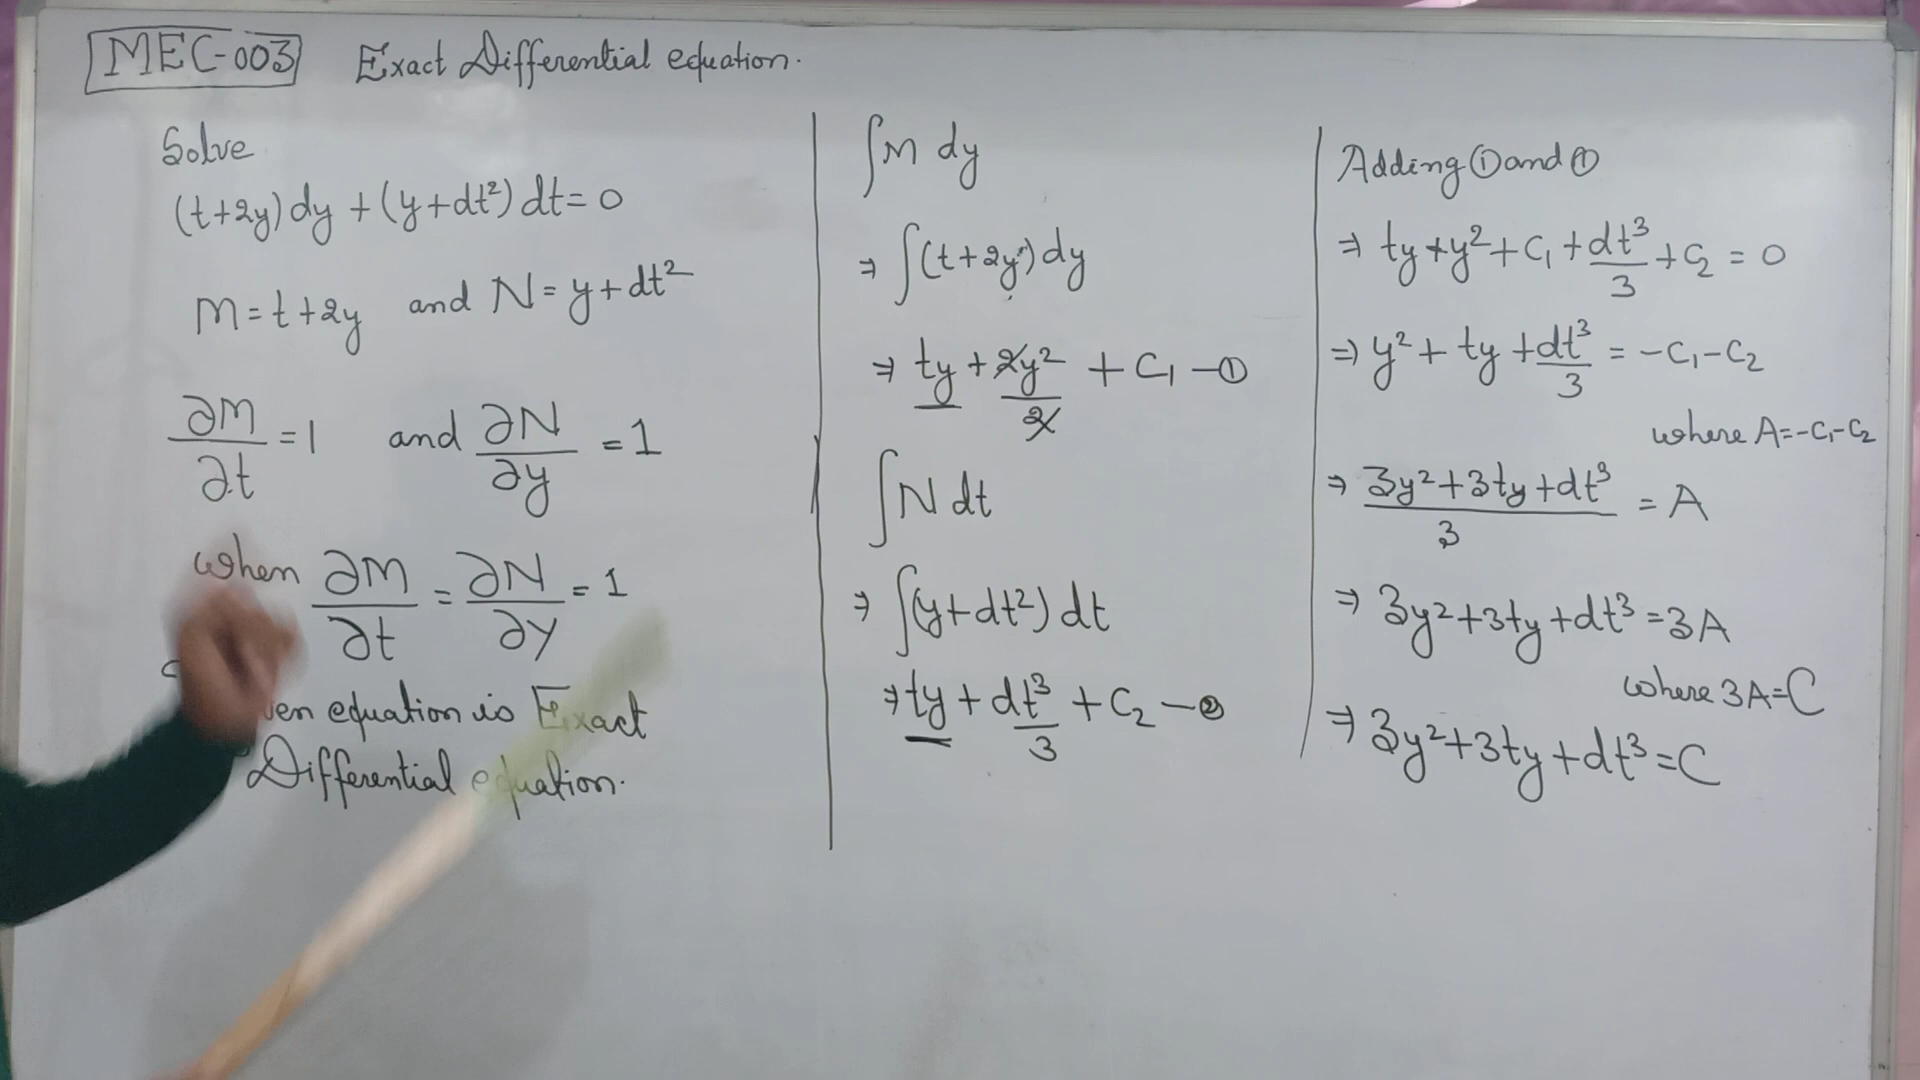 MEC-003 Exact Differential equation.
Solve
(t+2y) dy + (y+dt²) dt = 0
M = t+2y and N = y+dt²
∂M/∂t = 1 and ∂N/∂y = 1
when ∂M/∂t = ∂N/∂y = 1
equation is Exact
Differential equation.
∫M dy
⇒ ∫(t+2y) dy
⇒ ty + 2y²/2 + C₁ —①
∫N dt
⇒ ∫(y+dt²) dt
⇒ ty + dt³/3 + C₂ —②
Adding ① and ①
⇒ ty + y² + C₁ + dt³/3 + C₂ = 0
⇒ y² + ty + dt³/3 = -C₁-C₂
where A=-C₁-C₂
⇒ 3y²+3ty+dt³/3 = A
⇒ 3y²+3ty+dt³ = 3A
where 3A=C
⇒ 3y²+3ty+dt³ = C